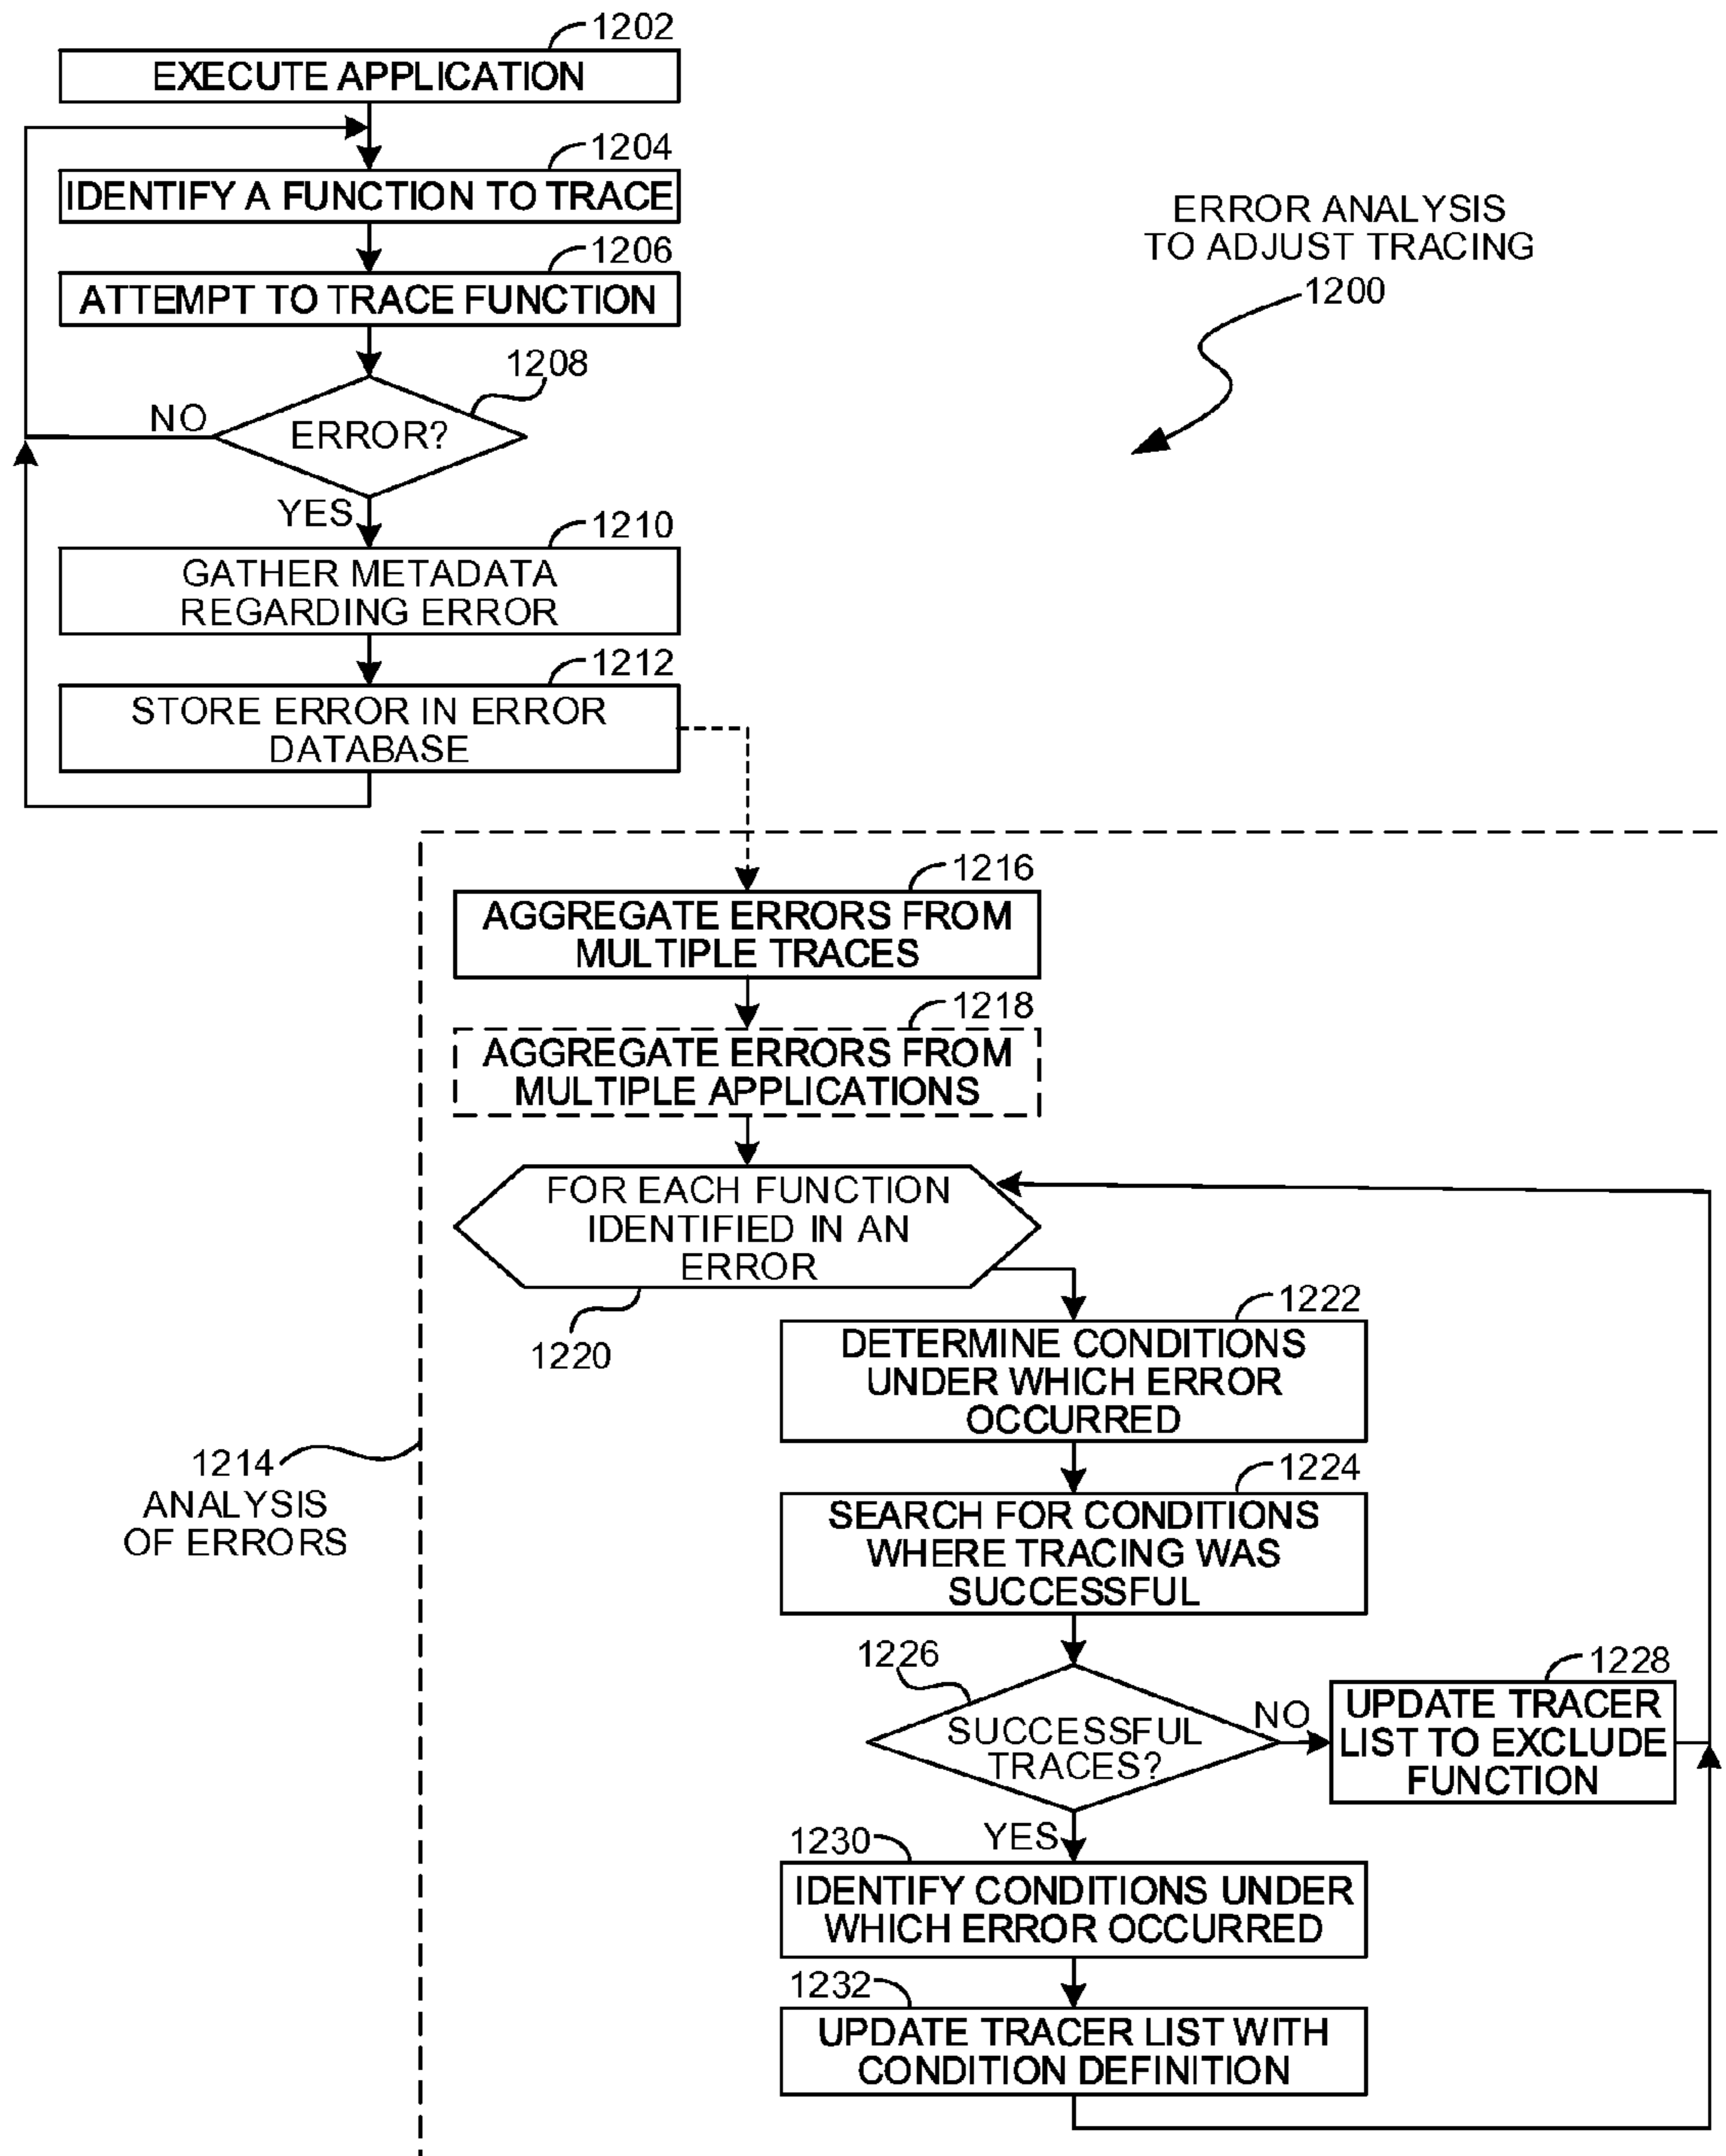 1202
EXECUTE APPLICATION
1204
IDENTIFY A FUNCTION TO TRACE
1206
ATTEMPT TO TRACE FUNCTION
1208
NO
ERROR?
YES
1210
GATHER METADATA
REGARDING ERROR
1212
STORE ERROR IN ERROR
DATABASE
ERROR ANALYSIS
TO ADJUST TRACING
1200
1216
AGGREGATE ERRORS FROM
MULTIPLE TRACES
1218
AGGREGATE ERRORS FROM
MULTIPLE APPLICATIONS
FOR EACH FUNCTION
IDENTIFIED IN AN
ERROR
1220
1222
DETERMINE CONDITIONS
UNDER WHICH ERROR
OCCURRED
1214
ANALYSIS
OF ERRORS
1224
SEARCH FOR CONDITIONS
WHERE TRACING WAS
SUCCESSFUL
1226
SUCCESSFUL
TRACES?
NO
1228
UPDATE TRACER
LIST TO EXCLUDE
FUNCTION
YES
1230
IDENTIFY CONDITIONS UNDER
WHICH ERROR OCCURRED
1232
UPDATE TRACER LIST WITH
CONDITION DEFINITION